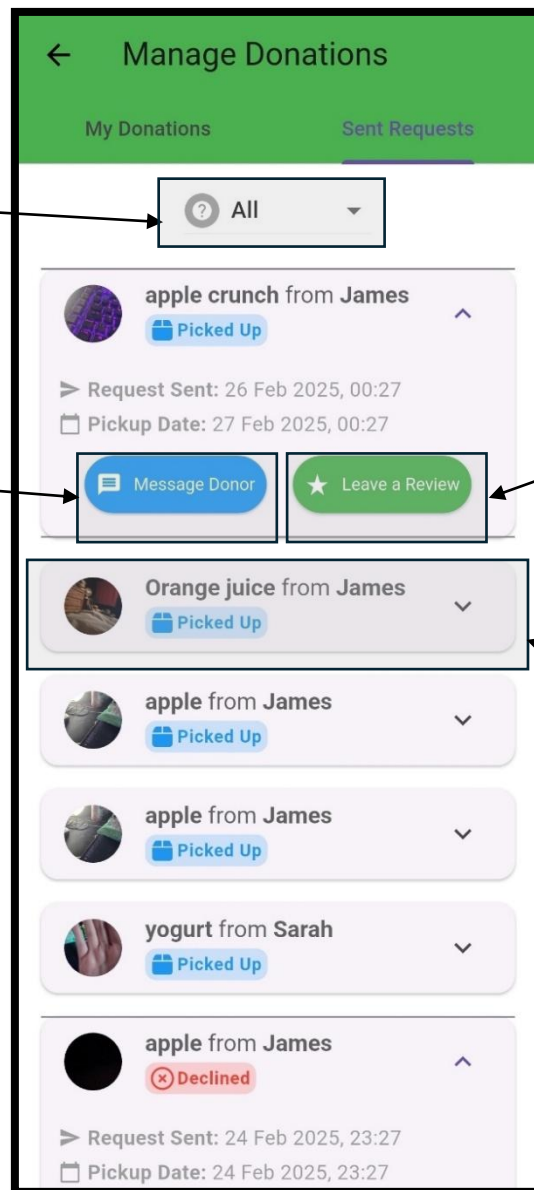 Manage Donations
My Donations
Sent Requests
? All
apple crunch from James
Picked Up
Request Sent: 26 Feb 2025, 00:27
Pickup Date: 27 Feb 2025, 00:27
Message Donor
Leave a Review
Orange juice from James
Picked Up
apple from James
Picked Up
apple from James
Picked Up
yogurt from Sarah
Picked Up
apple from James
Declined
Request Sent: 24 Feb 2025, 23:27
Pickup Date: 24 Feb 2025, 23:27